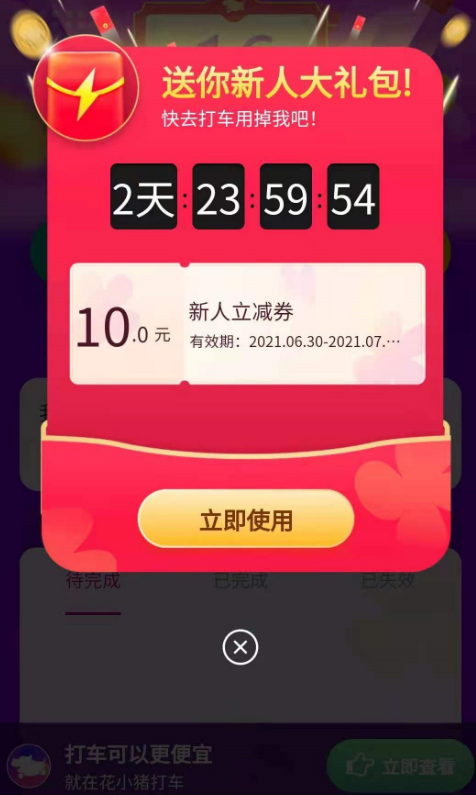 送你新人大礼包!
快去打车用掉我吧！
2天:23:59:54
10.0 元
新人立减券
有效期：2021.06.30-2021.07.…
立即使用
待完成
已完成
已失效
打车可以更便宜
就在花小猪打车
立即查看